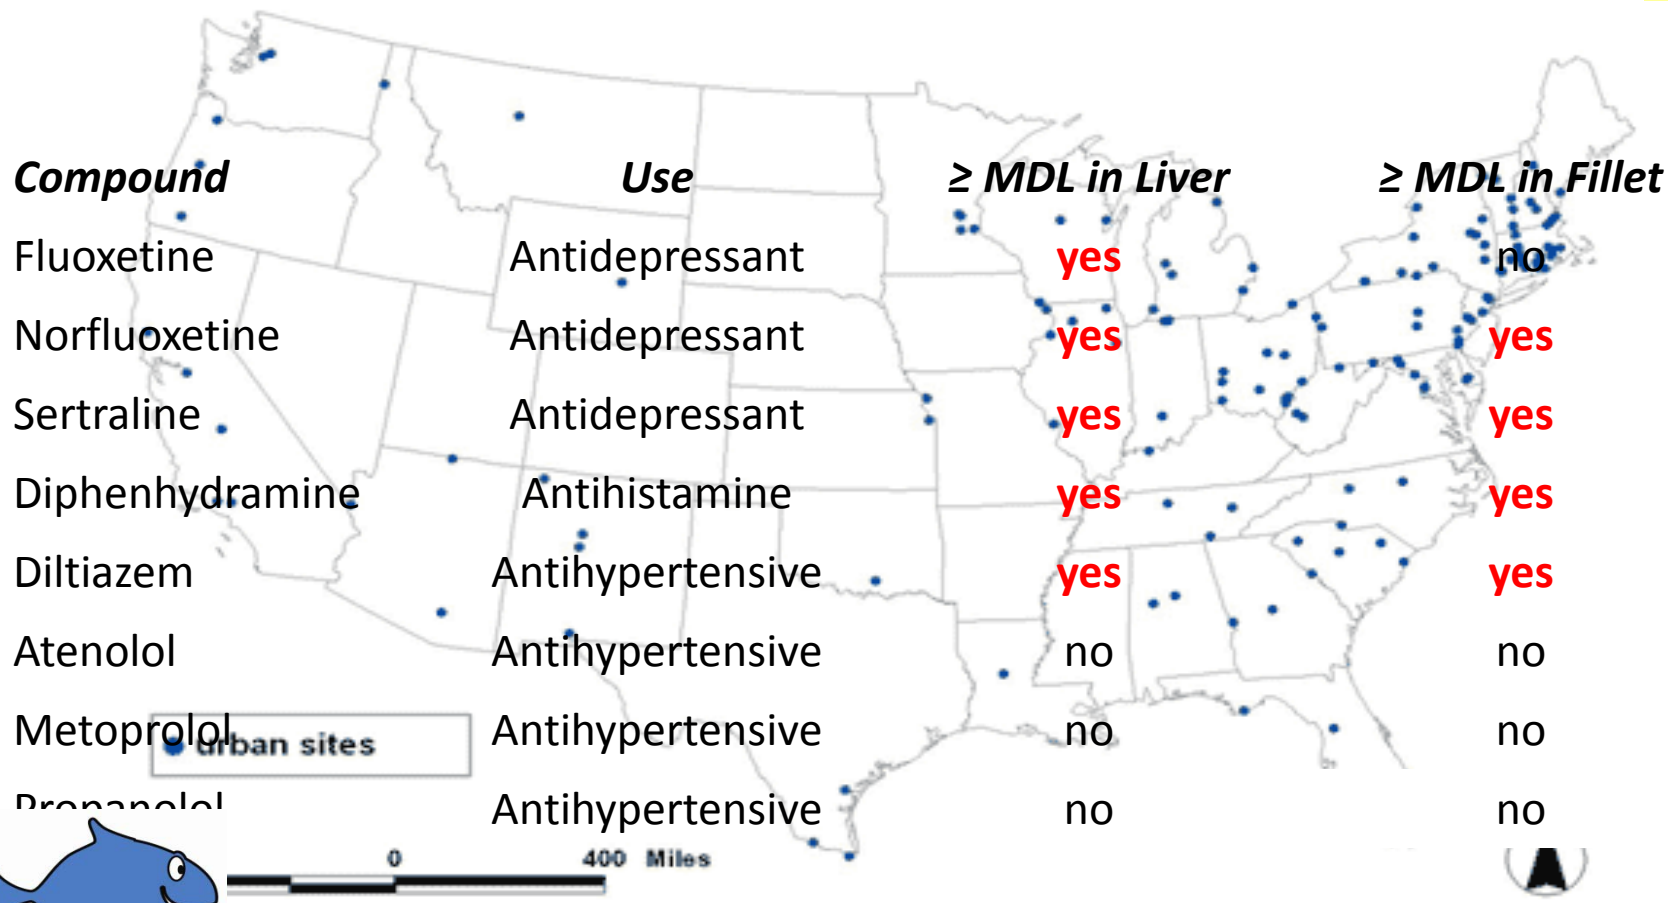 Compound Use ≥ MDL in Liver ≥ MDL in Fillet
Fluoxetine Antidepressant yes no
Norfluoxetine Antidepressant yes yes
Sertraline Antidepressant yes yes
Diphenhydramine Antihistamine yes yes
Diltiazem Antihypertensive yes yes
Atenolol Antihypertensive no no
Metoprolol Antihypertensive no no
urban sites
Propanolol Antihypertensive no no
0 400 Miles